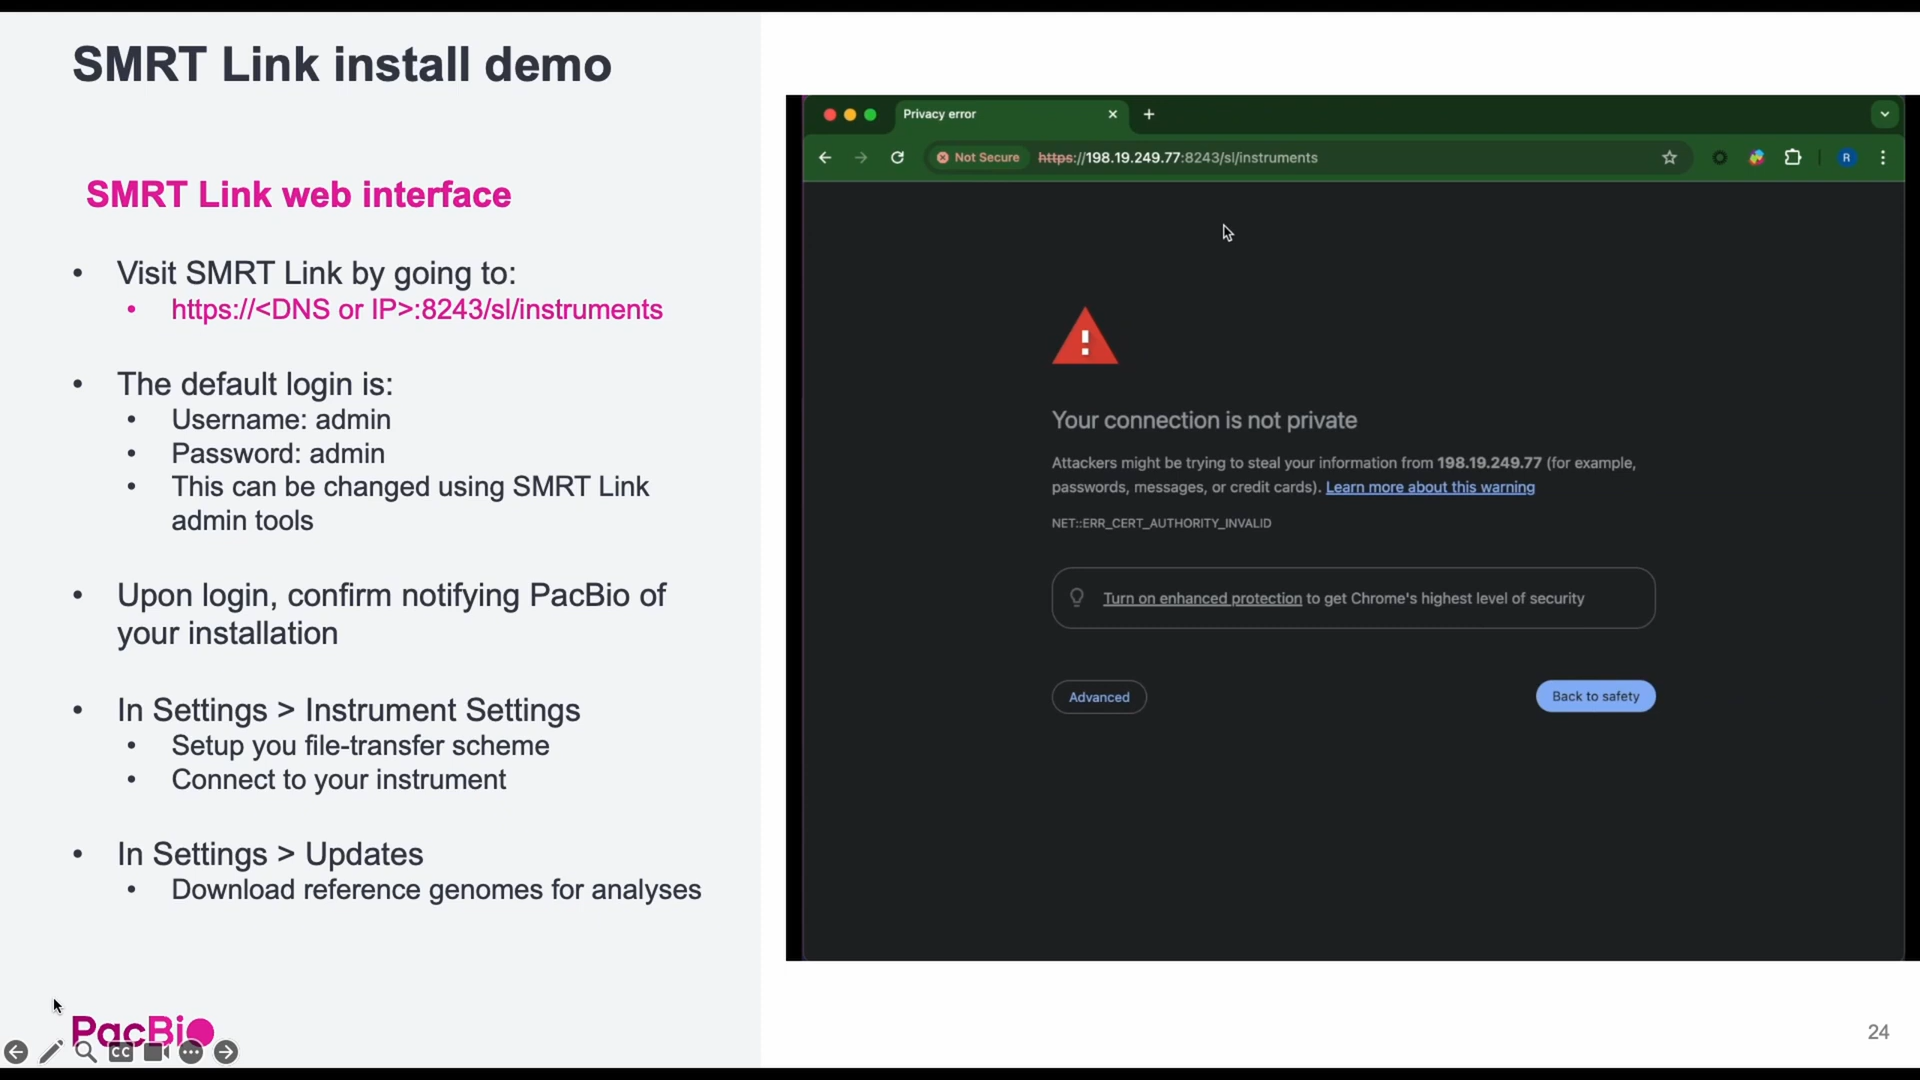 SMRT Link install demo
SMRT Link web interface
• Visit SMRT Link by going to:
• https://<DNS or IP>:8243/sl/instruments
• The default login is:
• Username: admin
• Password: admin
• This can be changed using SMRT Link
admin tools
• Upon login, confirm notifying PacBio of
your installation
• In Settings > Instrument Settings
• Setup you file-transfer scheme
• Connect to your instrument
• In Settings > Updates
• Download reference genomes for analyses
PacBio
CC
Privacy error
Not Secure https://198.19.249.77:8243/sl/instruments
R
Your connection is not private
Attackers might be trying to steal your information from 198.19.249.77 (for example,
passwords, messages, or credit cards). Learn more about this warning
NET::ERR_CERT_AUTHORITY_INVALID
Turn on enhanced protection to get Chrome's highest level of security
Advanced
Back to safety
24